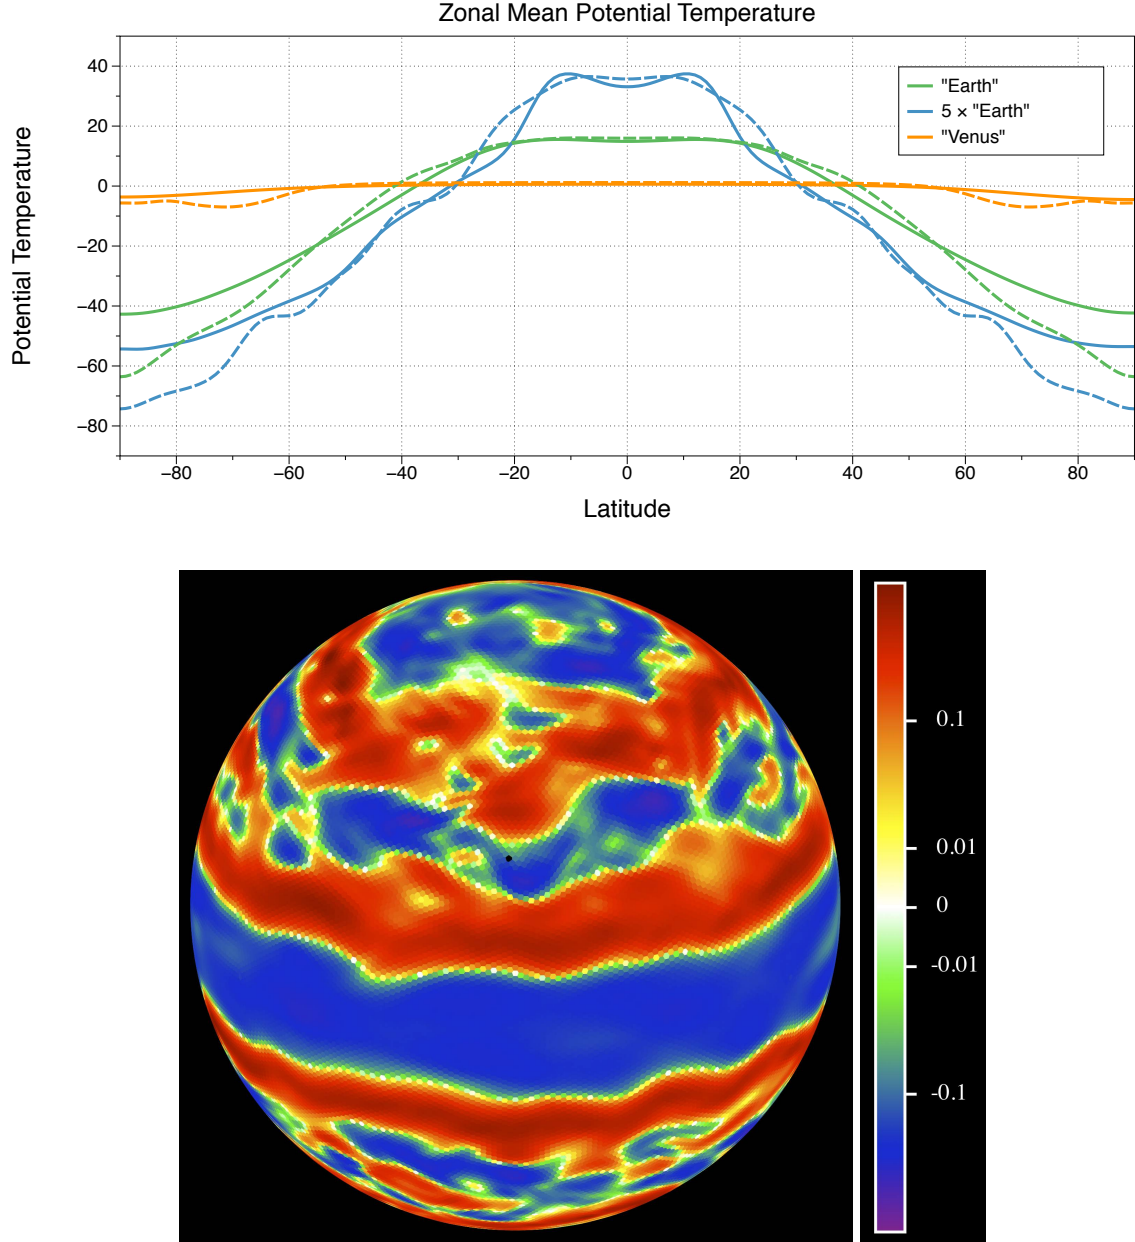 Zonal Mean Potential Temperature
Potential Temperature
40
20
0
−20
−40
−60
−80
"Earth"
5 × "Earth"
"Venus"
−80 −60 −40 −20 0 20 40 60 80
Latitude
0.1
0.01
0
-0.01
-0.1